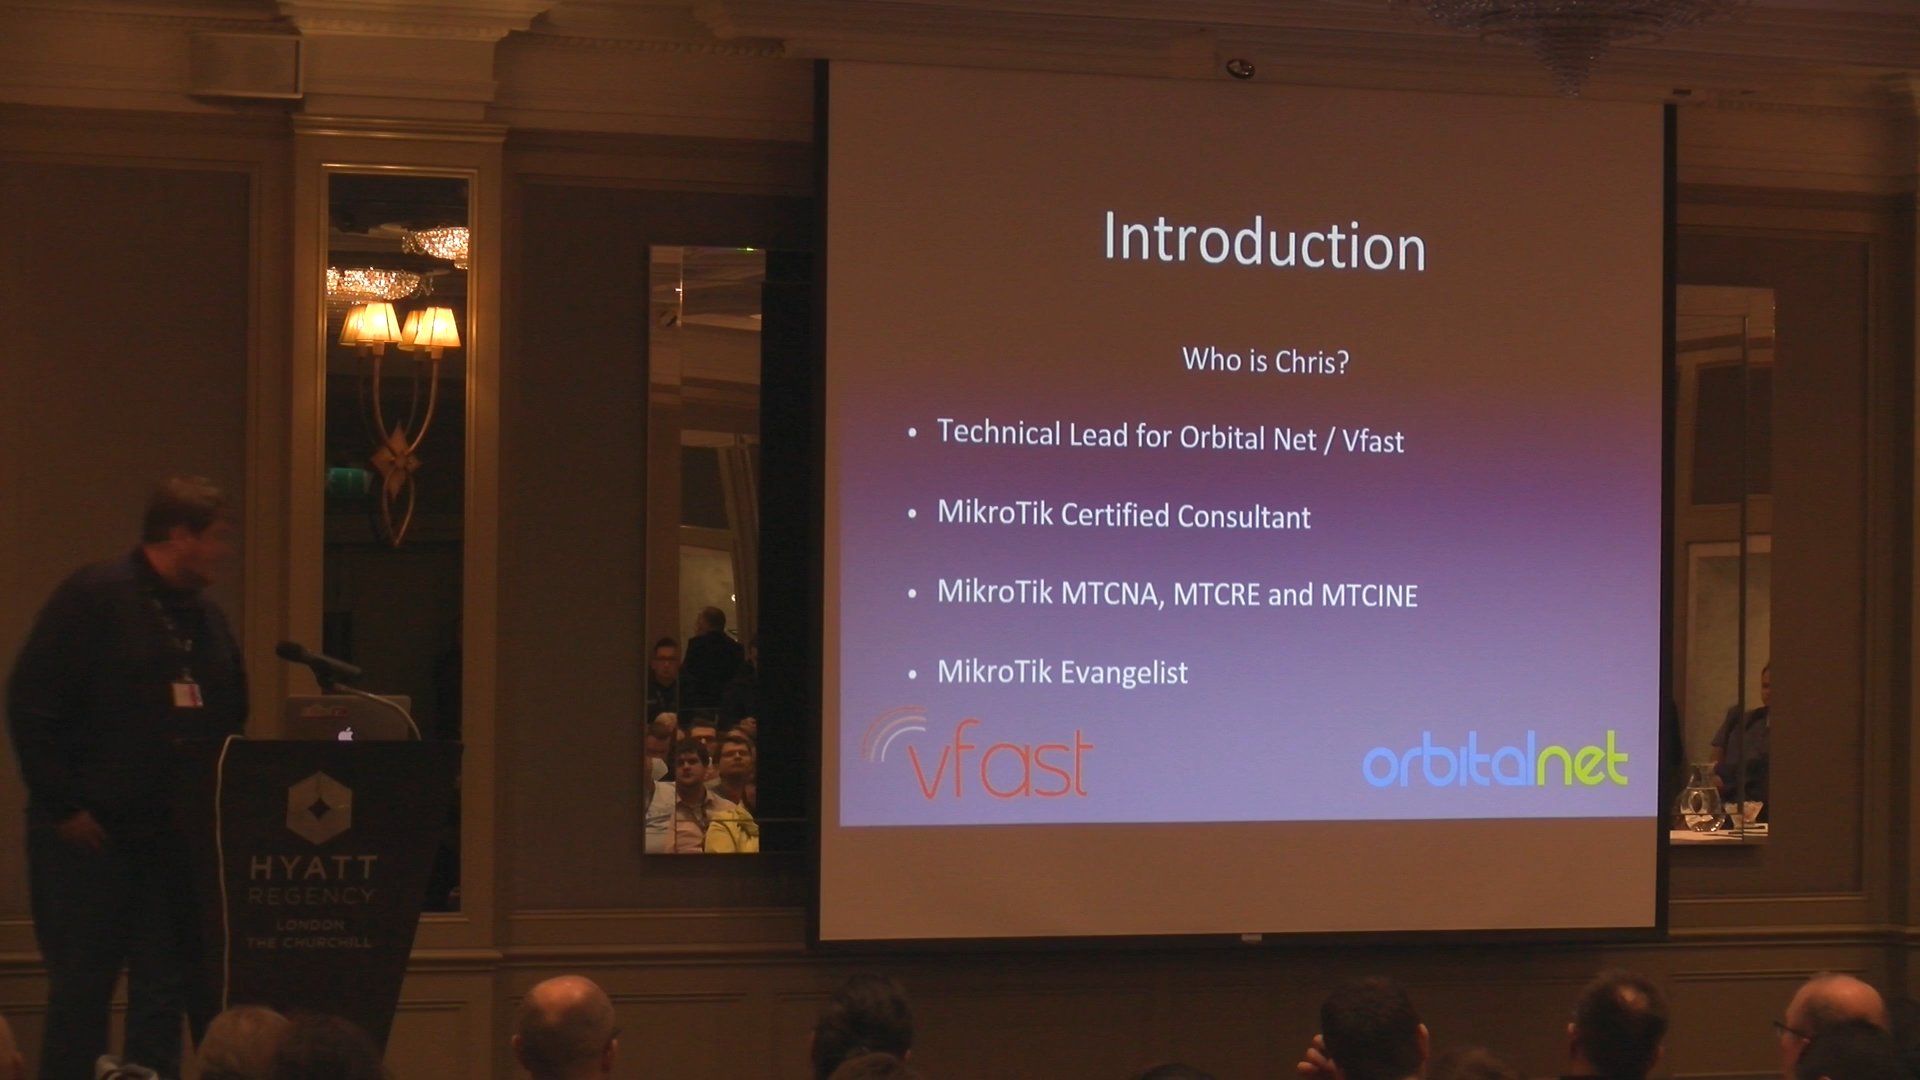 Introduction
Who is Chris?
• Technical Lead for Orbital Net / Vfast
• MikroTik Certified Consultant
• MikroTik MTCNA, MTCRE and MTCINE
• MikroTik Evangelist
vfast
orbitalnet
HYATT
REGENCY
LONDON
THE CHURCHILL